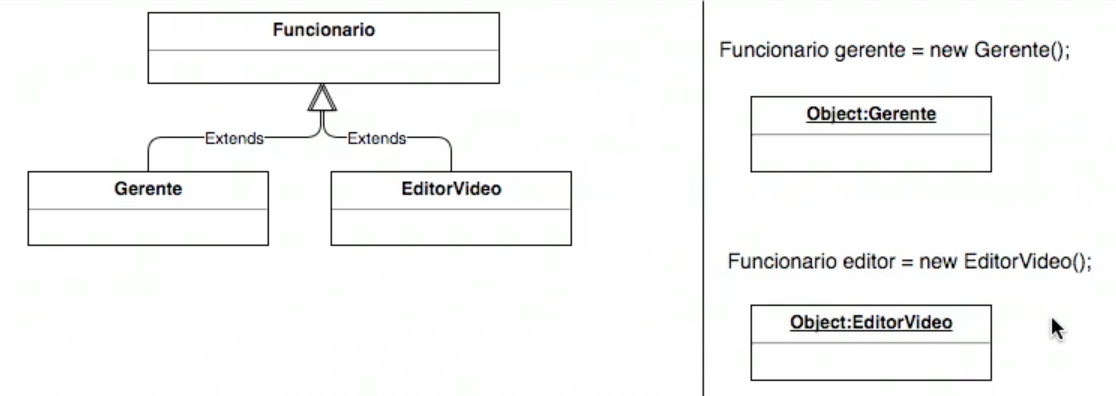 Funcionario
Extends
Extends
Gerente
EditorVideo
Funcionario gerente = new Gerente();
Object:Gerente
Funcionario editor = new EditorVideo();
Object:EditorVideo